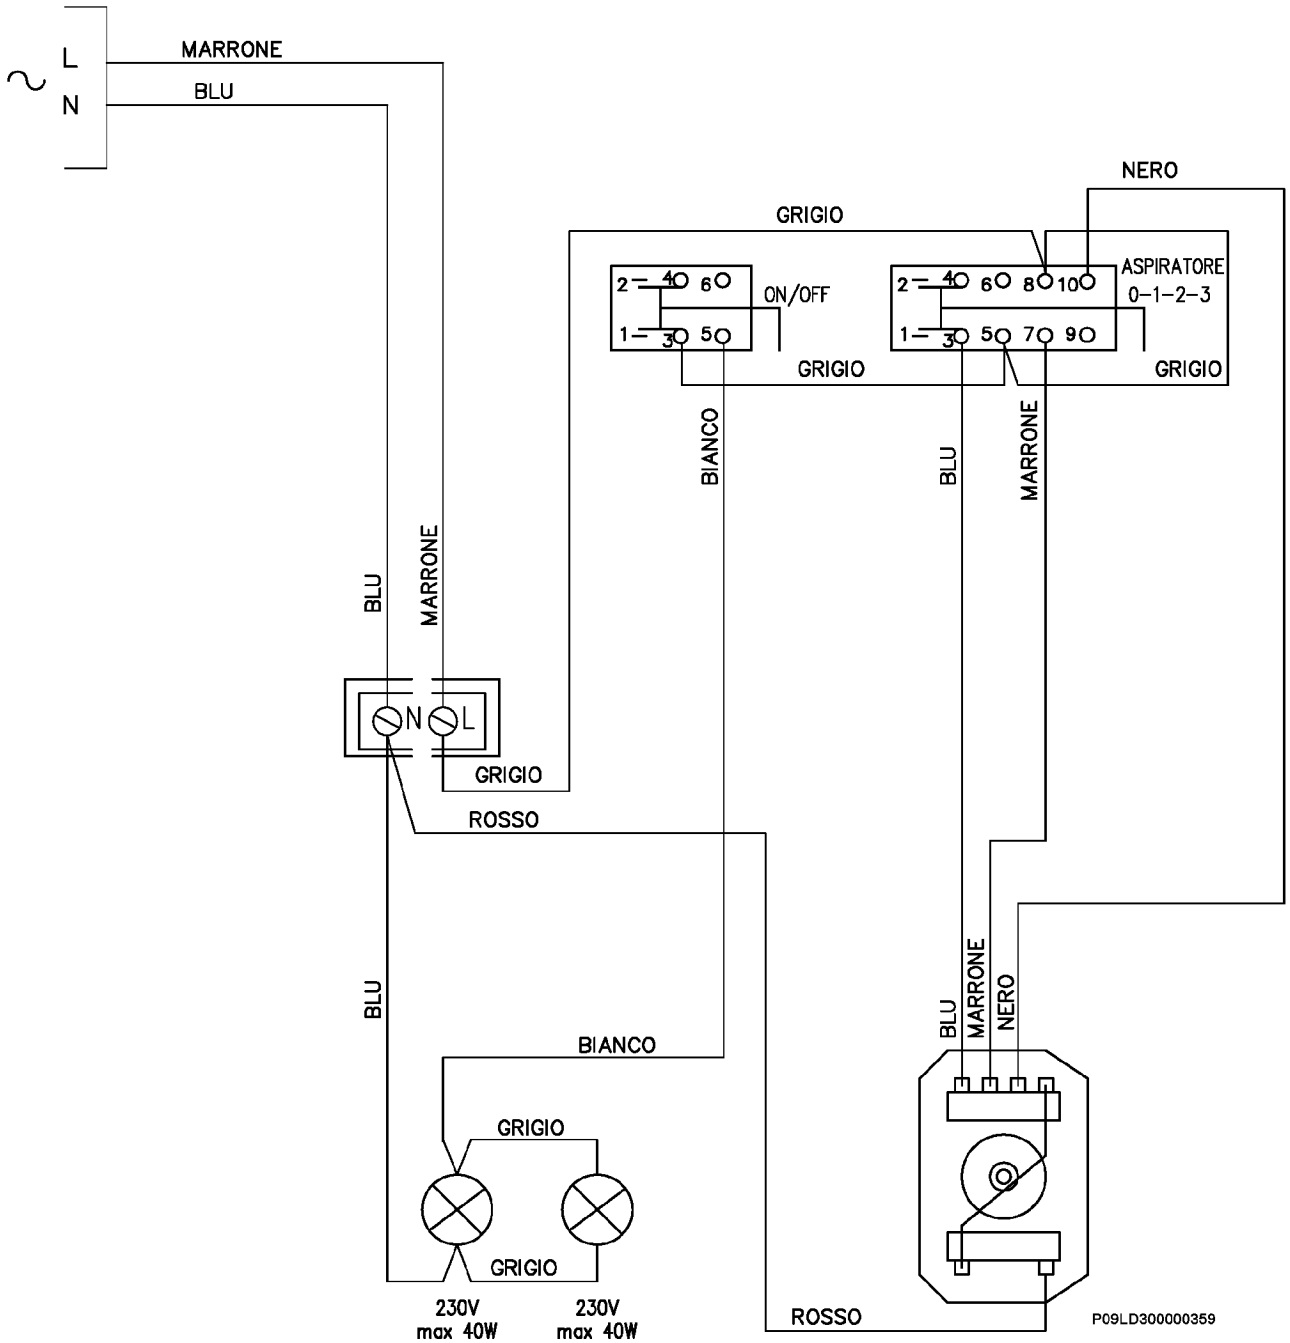 L
MARRONE
N
BLU
NERO
GRIGIO
2 4 6
ON/OFF
1 3 5
2 4 6 8 10
ASPIRATORE
0-1-2-3
1 3 5 7 9
GRIGIO
GRIGIO
BIANCO
BLU
MARRONE
BLU
MARRONE
N
L
GRIGIO
ROSSO
BLU
BLU
MARRONE
NERO
BIANCO
GRIGIO
GRIGIO
230V
max 40W
230V
max 40W
ROSSO
P09LD300000359